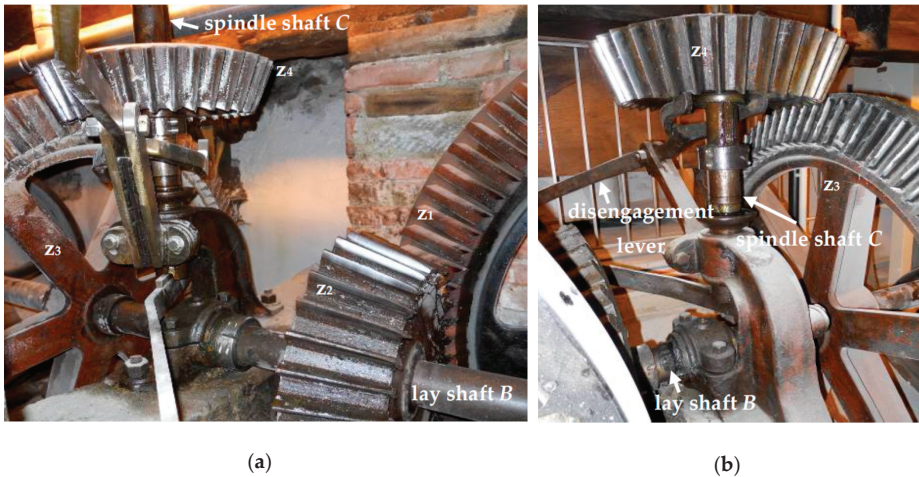 spindle shaft C
z4
z1
z3
z2
lay shaft B
z4
z3
disengagement
lever
spindle shaft C
lay shaft B
(a)
(b)